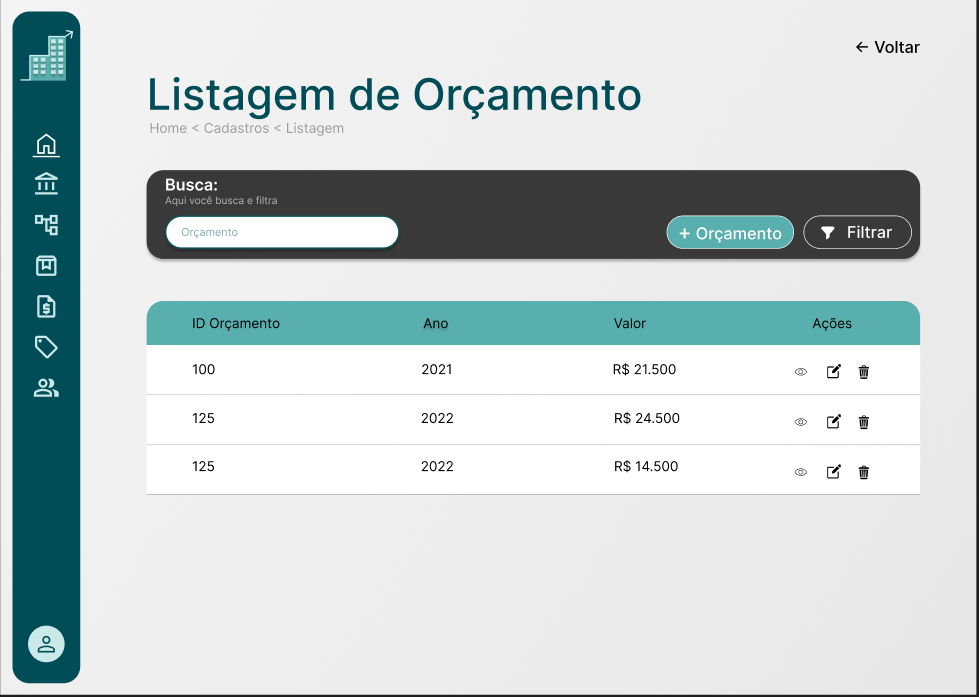 ← Voltar
Listagem de Orçamento
Home < Cadastros < Listagem
Busca:
Aqui você busca e filtra
Orçamento
+ Orçamento
Filtrar
ID Orçamento Ano Valor Ações
100 2021 R$ 21.500
125 2022 R$ 24.500
125 2022 R$ 14.500